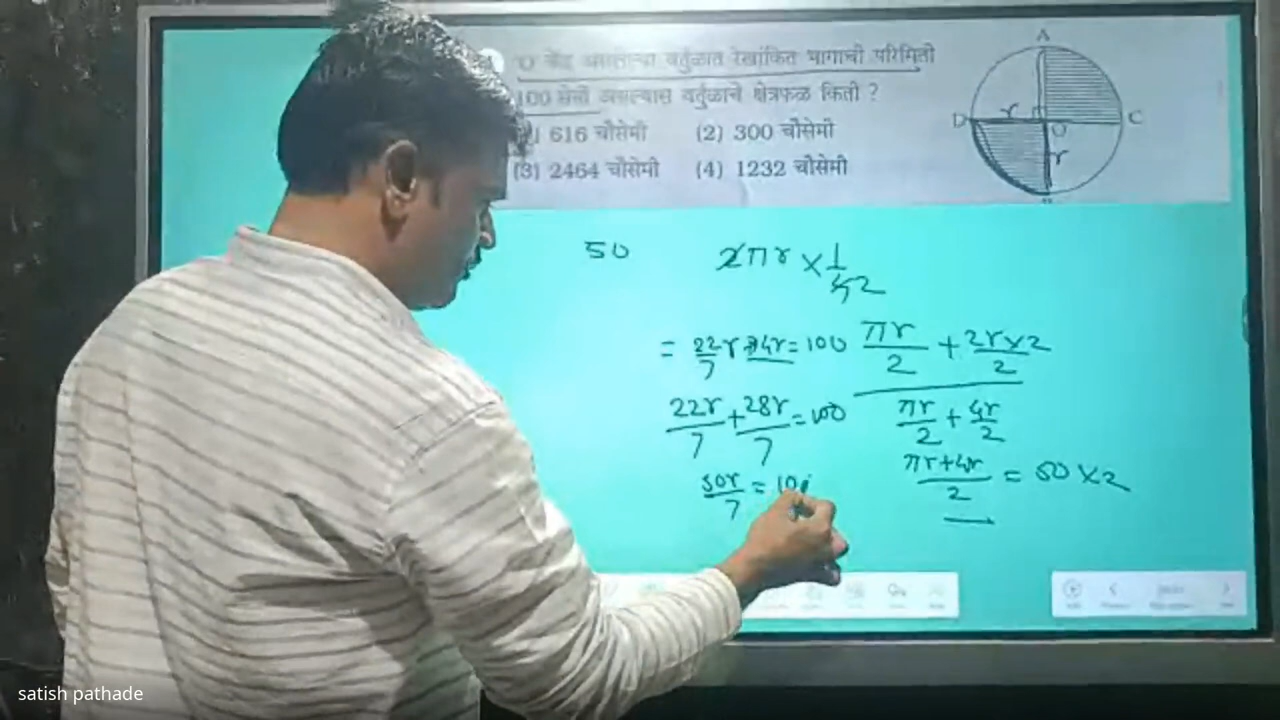 O केंद्र असलेल्या वर्तुळात रेखांकित भागाची परिमिती
100 सेमी असल्यास वर्तुळाचे क्षेत्रफळ किती ?
) 616 चौसेमी (2) 300 चौसेमी
(3) 2464 चौसेमी (4) 1232 चौसेमी
A
D r O C
r
50 2πr × 1/4 2
= 22/7 r + 4r = 100 πr/2 + 2r×2/2
22r/7 + 28r/7 = 100 πr/2 + 4r/2
50r/7 = 10 πr+4r/2 = 50 × 2
satish pathade